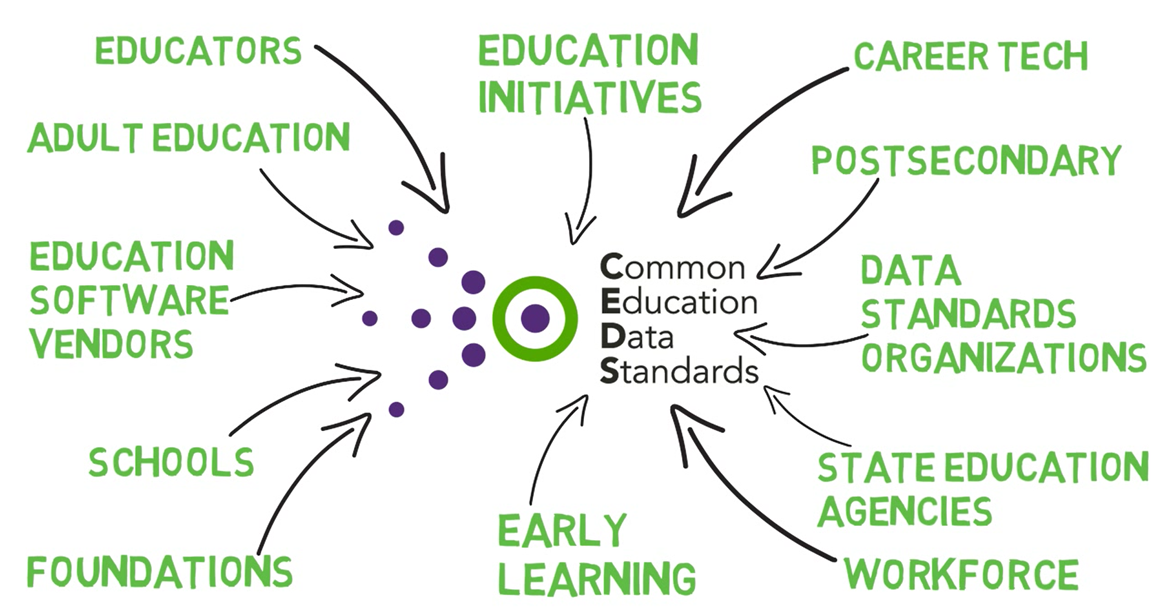 EDUCATORS
EDUCATION
INITIATIVES
CAREER TECH
ADULT EDUCATION
POSTSECONDARY
EDUCATION
SOFTWARE
VENDORS
Common
Education
Data
Standards
DATA
STANDARDS
ORGANIZATIONS
SCHOOLS
STATE EDUCATION
AGENCIES
EARLY
LEARNING
FOUNDATIONS
WORKFORCE